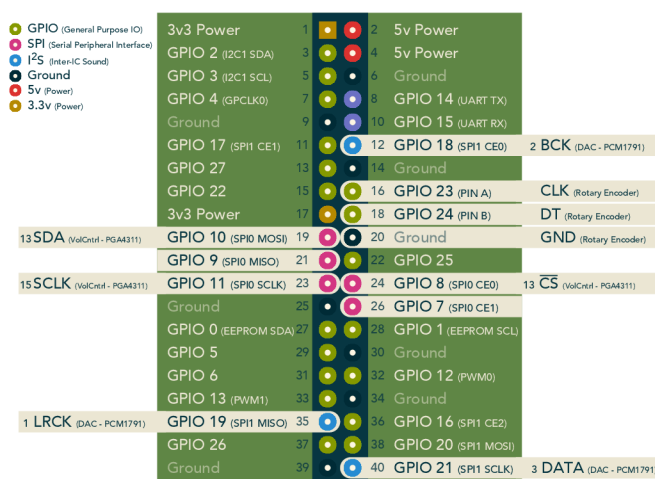 GPIO (General Purpose IO)
SPI (Serial Peripheral Interface)
I²S (Inter-IC Sound)
Ground
5v (Power)
3.3v (Power)
3v3 Power 1 2 5v Power
GPIO 2 (I2C1 SDA) 3 4 5v Power
GPIO 3 (I2C1 SCL) 5 6 Ground
GPIO 4 (GPCLK0) 7 8 GPIO 14 (UART TX)
Ground 9 10 GPIO 15 (UART RX)
GPIO 17 (SPI1 CE1) 11 12 GPIO 18 (SPI1 CE0) 2 BCK (DAC - PCM1791)
GPIO 27 13 14 Ground
GPIO 22 15 16 GPIO 23 (PIN A) CLK (Rotary Encoder)
3v3 Power 17 18 GPIO 24 (PIN B) DT (Rotary Encoder)
13 SDA (VolCntrl - PGA4311) GPIO 10 (SPI0 MOSI) 19 20 Ground GND (Rotary Encoder)
GPIO 9 (SPI0 MISO) 21 22 GPIO 25
15 SCLK (VolCntrl - PGA4311) GPIO 11 (SPI0 SCLK) 23 24 GPIO 8 (SPI0 CE0) 13 C̅S̅ (VolCntrl - PGA4311)
Ground 25 26 GPIO 7 (SPI0 CE1)
GPIO 0 (EEPROM SDA) 27 28 GPIO 1 (EEPROM SCL)
GPIO 5 29 30 Ground
GPIO 6 31 32 GPIO 12 (PWM0)
GPIO 13 (PWM1) 33 34 Ground
1 LRCK (DAC - PCM1791) GPIO 19 (SPI1 MISO) 35 36 GPIO 16 (SPI1 CE2)
GPIO 26 37 38 GPIO 20 (SPI1 MOSI)
Ground 39 40 GPIO 21 (SPI1 SCLK) 3 DATA (DAC - PCM1791)